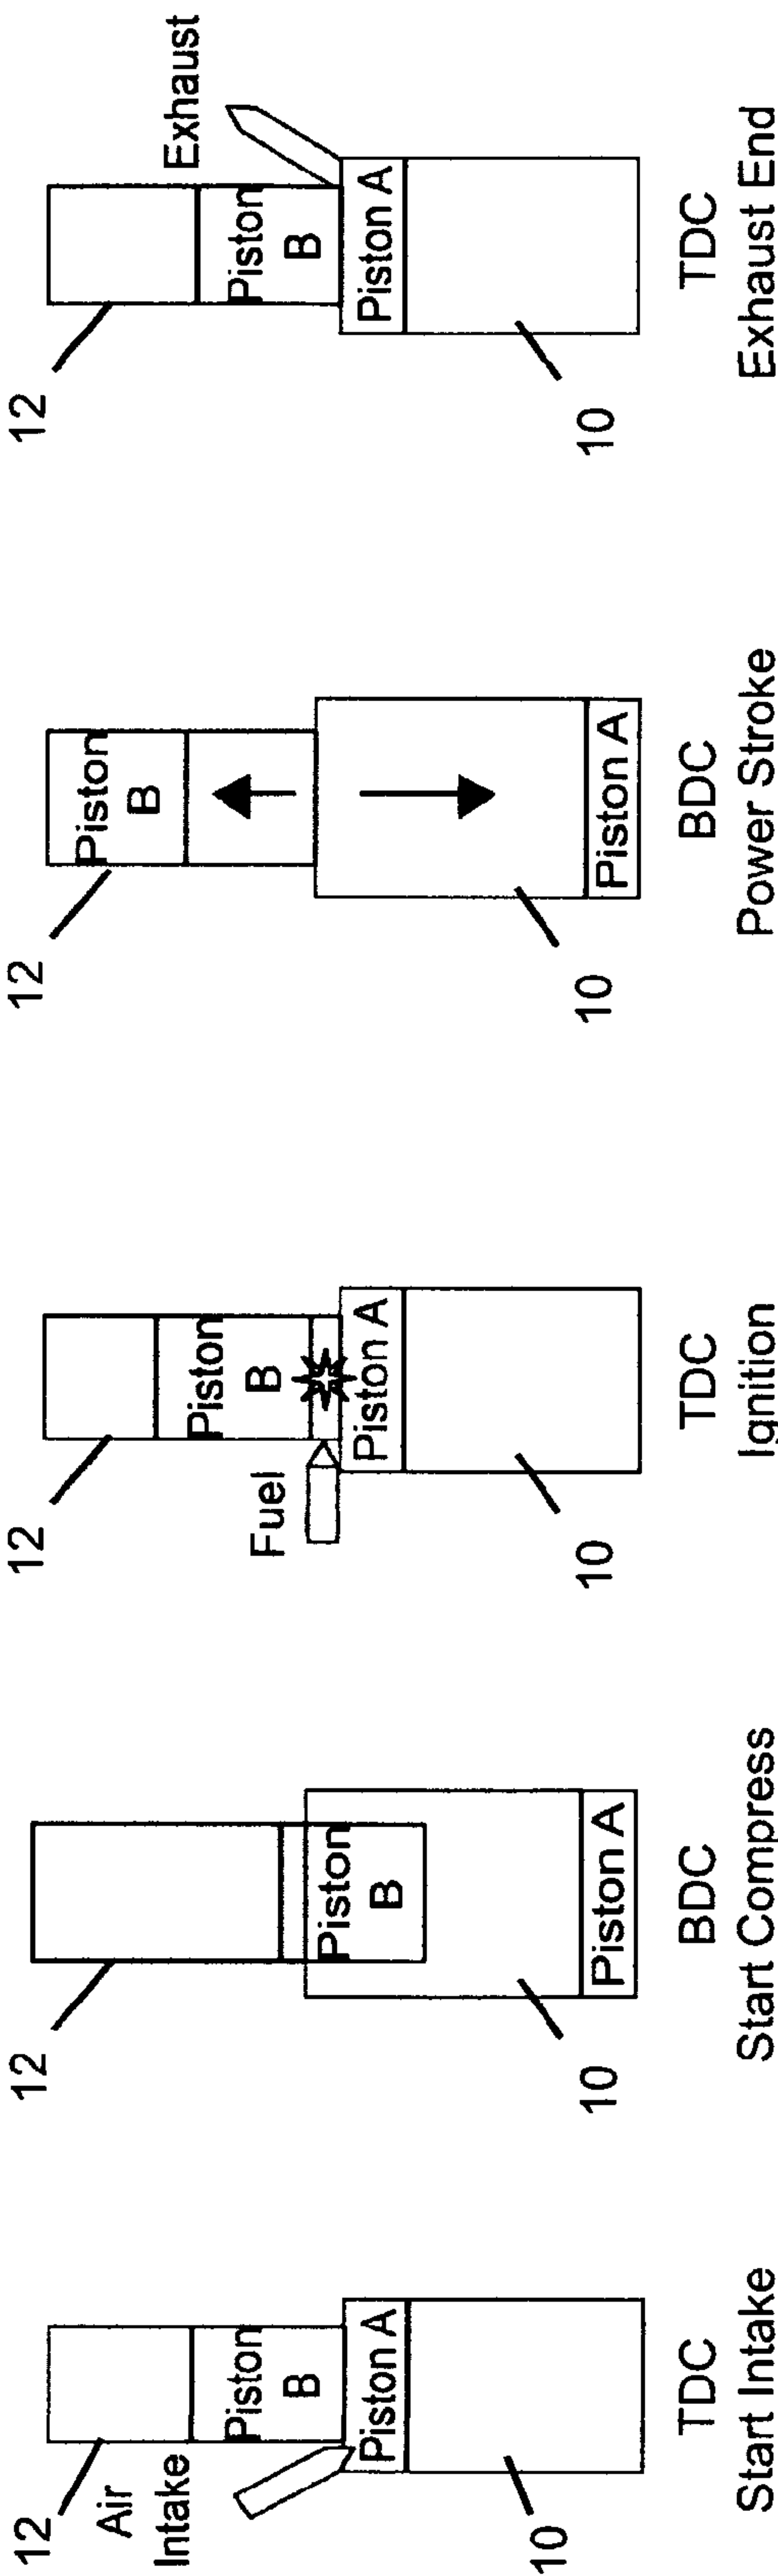 12
Air
Intake
Piston
B
Piston A
10
TDC
Start Intake
12
Piston
B
Piston A
10
BDC
Start Compress
12
Fuel
Piston
B
Piston A
10
TDC
Ignition
12
Piston
B
Piston A
10
BDC
Power Stroke
12
Exhaust
Piston
B
Piston A
10
TDC
Exhaust End